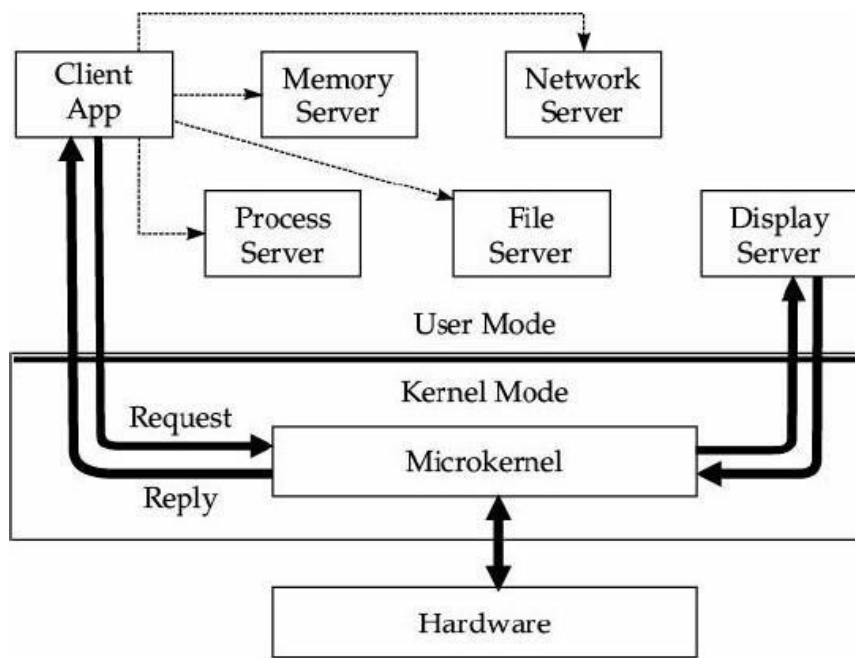 Client
App
Memory
Server
Network
Server
Process
Server
File
Server
Display
Server
User Mode
Kernel Mode
Request
Microkernel
Reply
Hardware